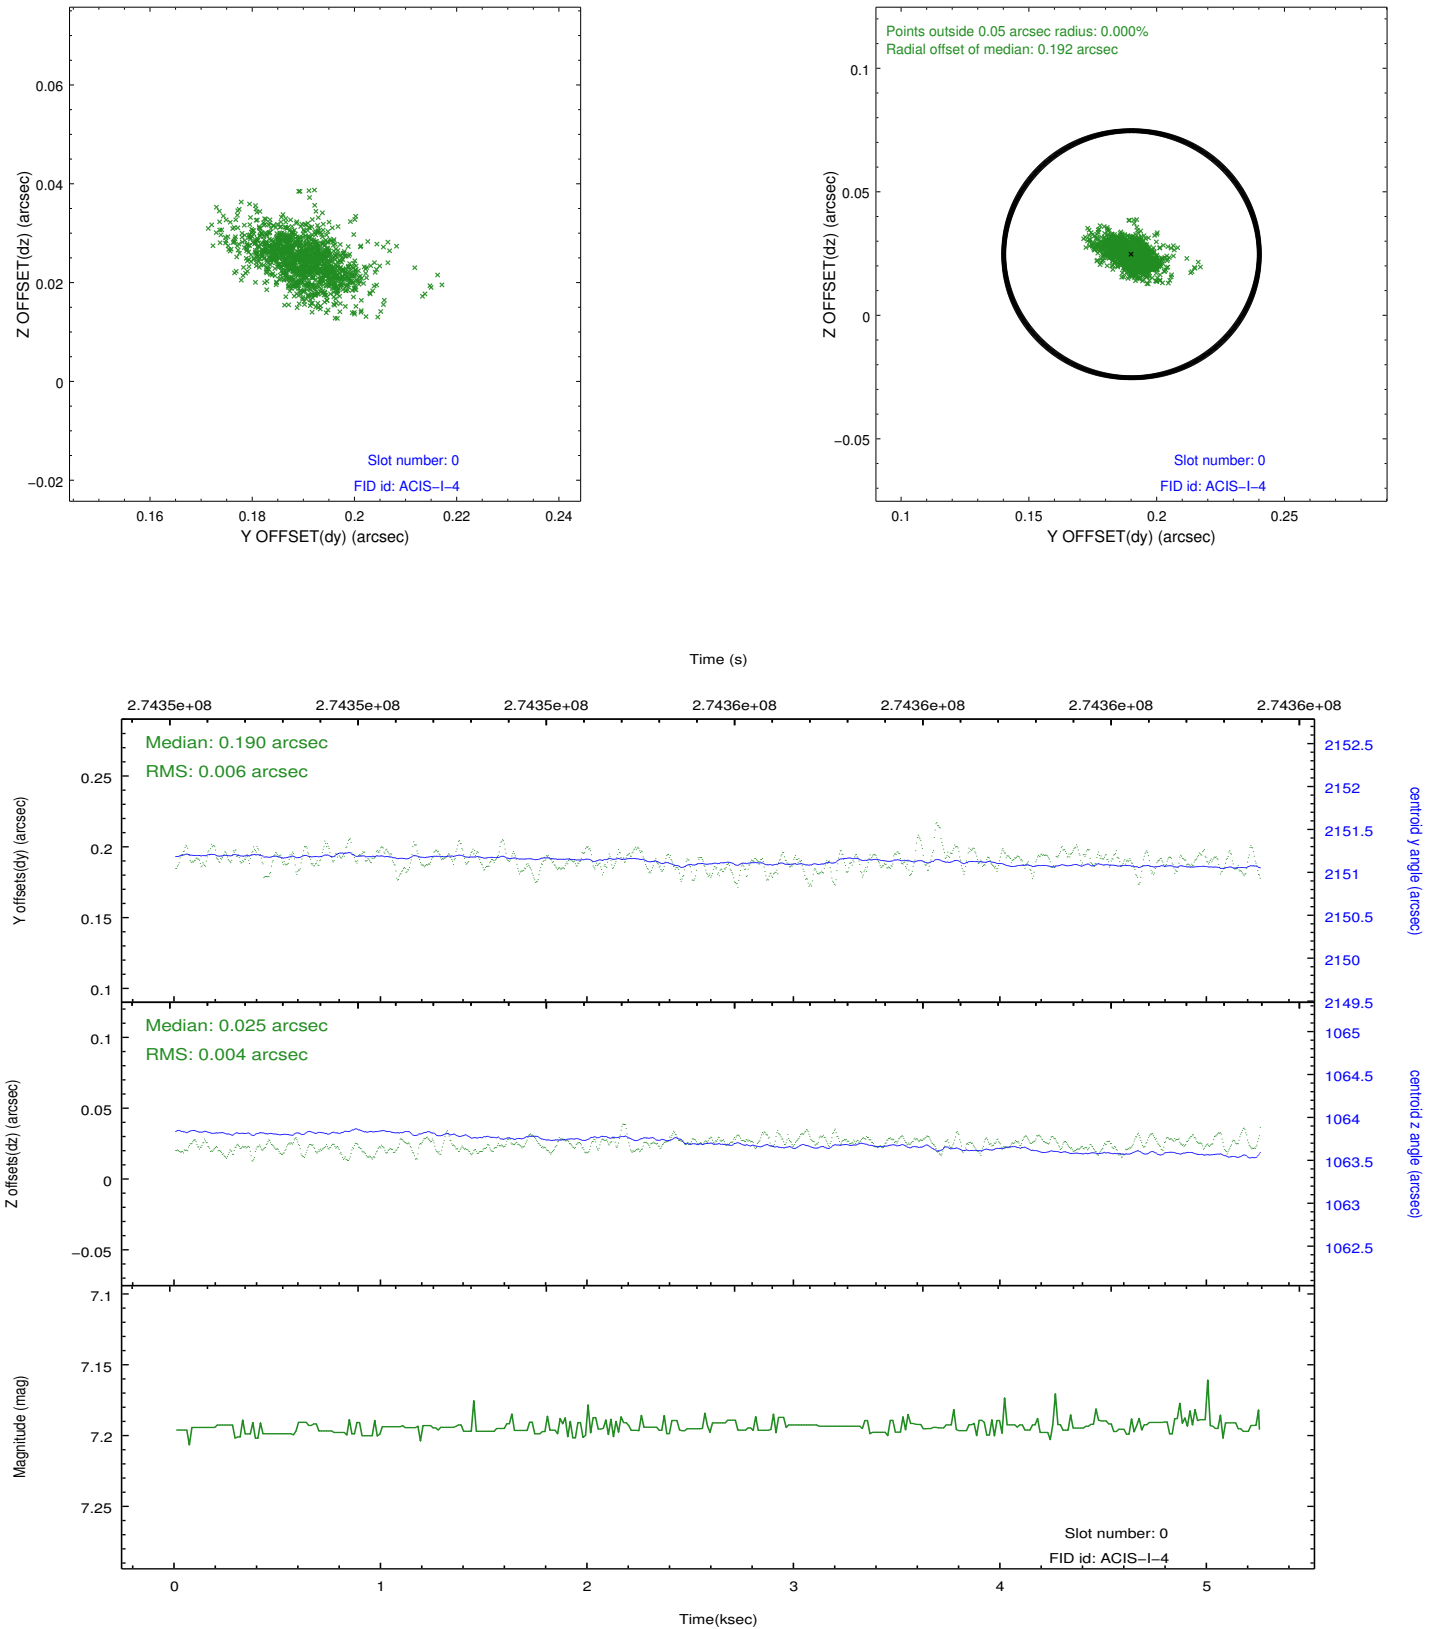 0.06
0.04
0.02
0
−0.02
Z OFFSET(dz) (arcsec)
Slot number: 0
FID id: ACIS−I−4
0.16 0.18 0.2 0.22 0.24
Y OFFSET(dy) (arcsec)
Points outside 0.05 arcsec radius: 0.000%
Radial offset of median: 0.192 arcsec
0.1
0.05
0
−0.05
Z OFFSET(dz) (arcsec)
Slot number: 0
FID id: ACIS−I−4
0.1 0.15 0.2 0.25
Y OFFSET(dy) (arcsec)
Time (s)
2.7435e+08 2.7435e+08 2.7435e+08 2.7436e+08 2.7436e+08 2.7436e+08 2.7436e+08
Median: 0.190 arcsec
RMS: 0.006 arcsec
0.25
0.2
0.15
0.1
Y offsets(dy) (arcsec)
2152.5
2152
2151.5
2151
2150.5
2150
2149.5
centroid y angle (arcsec)
Median: 0.025 arcsec
RMS: 0.004 arcsec
0.1
0.05
0
−0.05
Z offsets(dz) (arcsec)
1065
1064.5
1064
1063.5
1063
1062.5
centroid z angle (arcsec)
7.1
7.15
7.2
7.25
Magnitude (mag)
Slot number: 0
FID id: ACIS−I−4
0 1 2 3 4 5
Time(ksec)